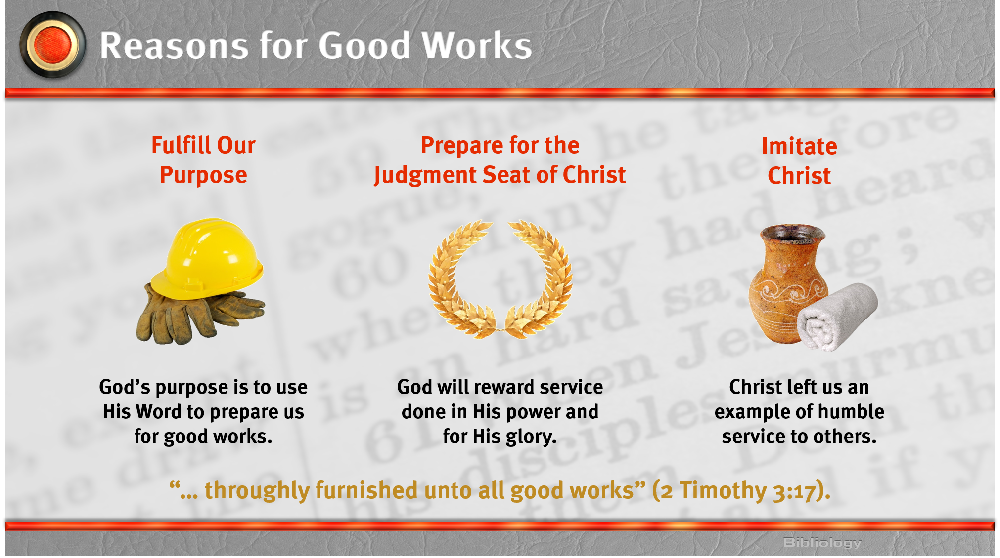 Reasons for Good Works
Fulfill Our
Purpose
Prepare for the
Judgment Seat of Christ
Imitate
Christ
God’s purpose is to use
His Word to prepare us
for good works.
God will reward service
done in His power and
for His glory.
Christ left us an
example of humble
service to others.
“… throughly furnished unto all good works” (2 Timothy 3:17).
Bibliology